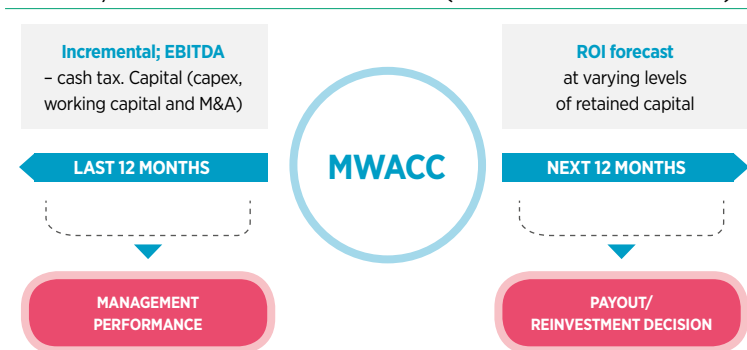 Incremental; EBITDA
– cash tax. Capital (capex,
working capital and M&A)
ROI forecast
at varying levels
of retained capital
MWACC
LAST 12 MONTHS
NEXT 12 MONTHS
MANAGEMENT
PERFORMANCE
PAYOUT/
REINVESTMENT DECISION